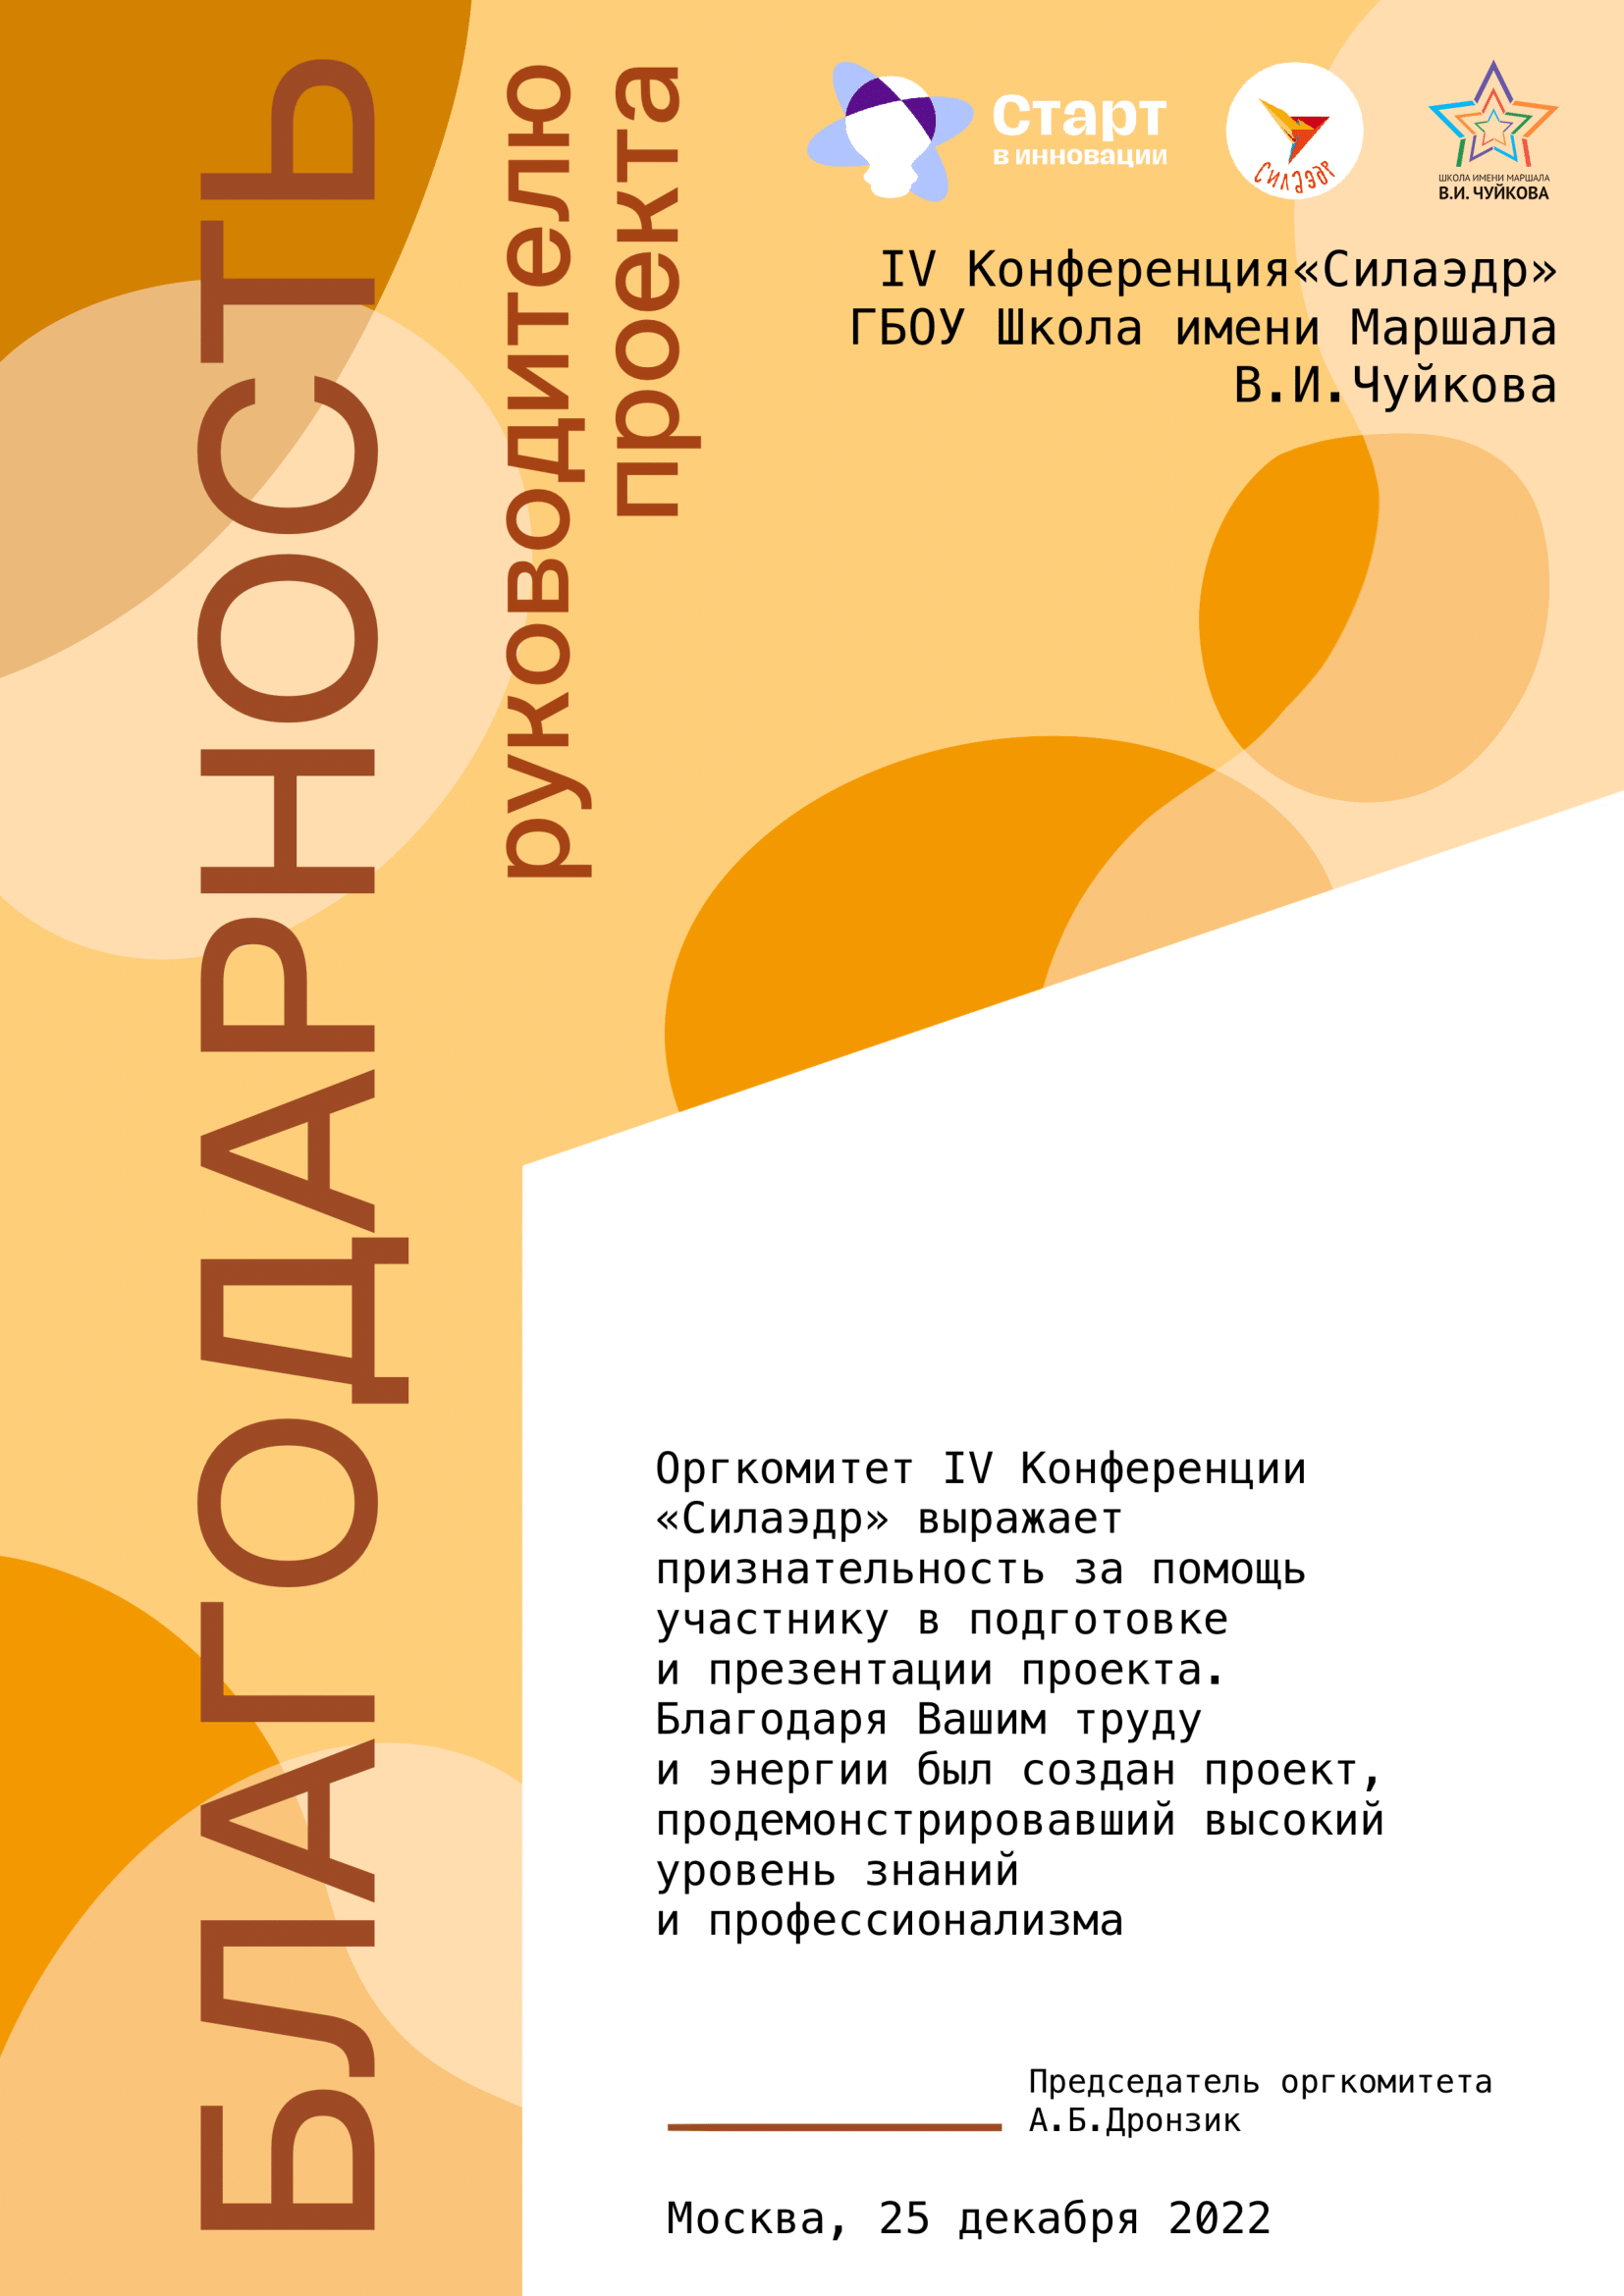 БЛАГОДАРНОСТЬ
руководителю
проекта
Старт
в инновации
Силаэдр
ШКОЛА ИМЕНИ МАРШАЛА
В.И. ЧУЙКОВА
IV Конференция«Силаэдр»
ГБОУ Школа имени Маршала
В.И.Чуйкова
Оргкомитет IV Конференции
«Силаэдр» выражает
признательность за помощь
участнику в подготовке
и презентации проекта.
Благодаря Вашим труду
и энергии был создан проект,
продемонстрировавший высокий
уровень знаний
и профессионализма
Председатель оргкомитета
А.Б.Дронзик
Москва, 25 декабря 2022